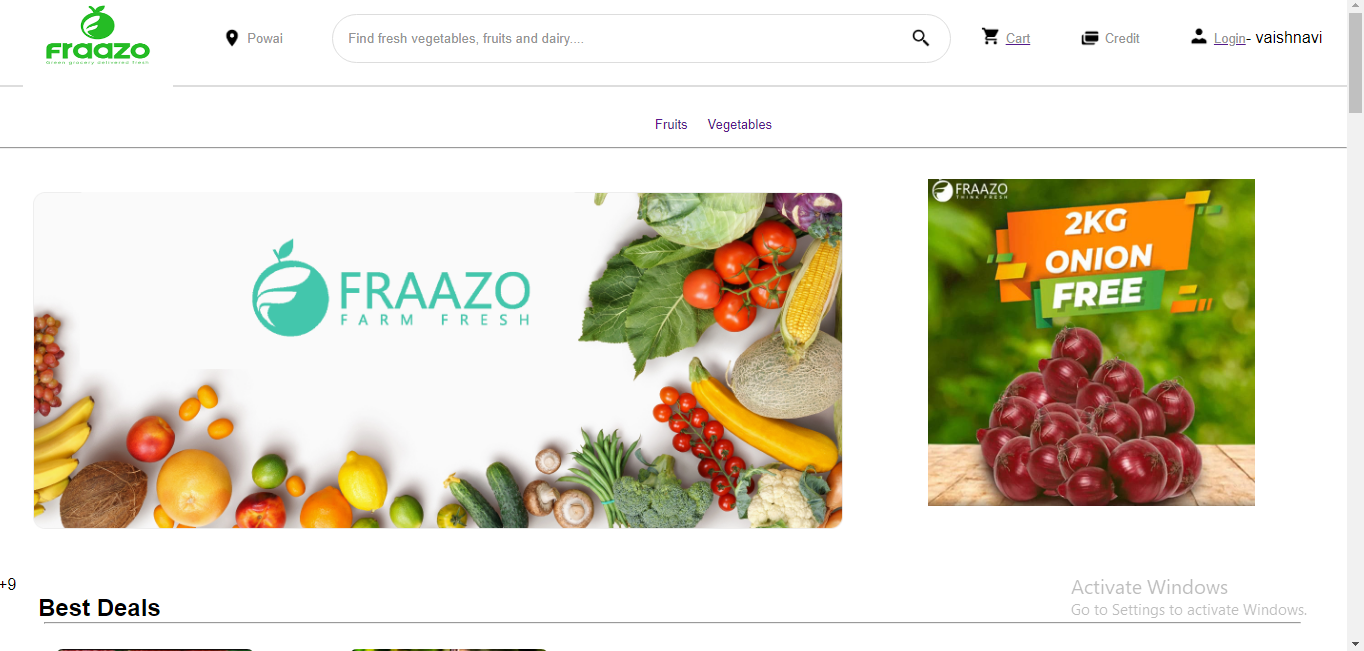 fraazo
Green grocery delivered fresh
Powai
Find fresh vegetables, fruits and dairy....
Cart
Credit
Login- vaishnavi
Fruits
Vegetables
FRAAZO
FARM FRESH
FRAAZO
THINK FRESH
2KG
ONION
FREE
+9
Best Deals
Activate Windows
Go to Settings to activate Windows.